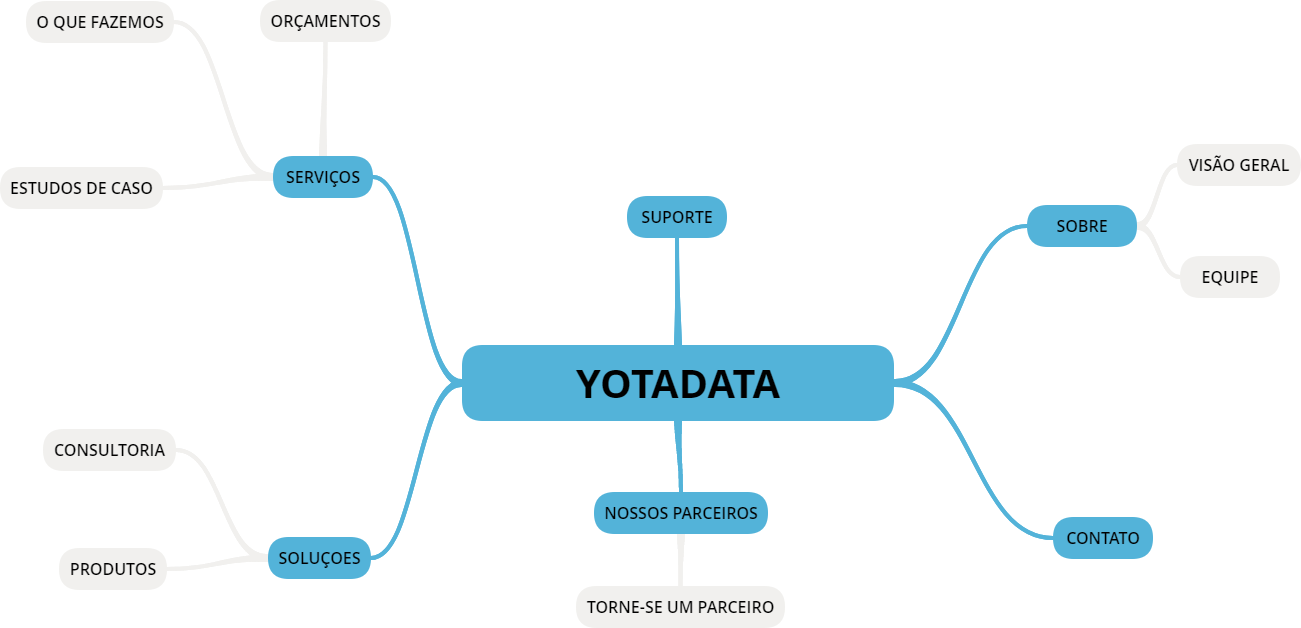 O QUE FAZEMOS
ORÇAMENTOS
ESTUDOS DE CASO
SERVIÇOS
SUPORTE
VISÃO GERAL
SOBRE
EQUIPE
YOTADATA
CONSULTORIA
PRODUTOS
SOLUÇOES
NOSSOS PARCEIROS
TORNE-SE UM PARCEIRO
CONTATO